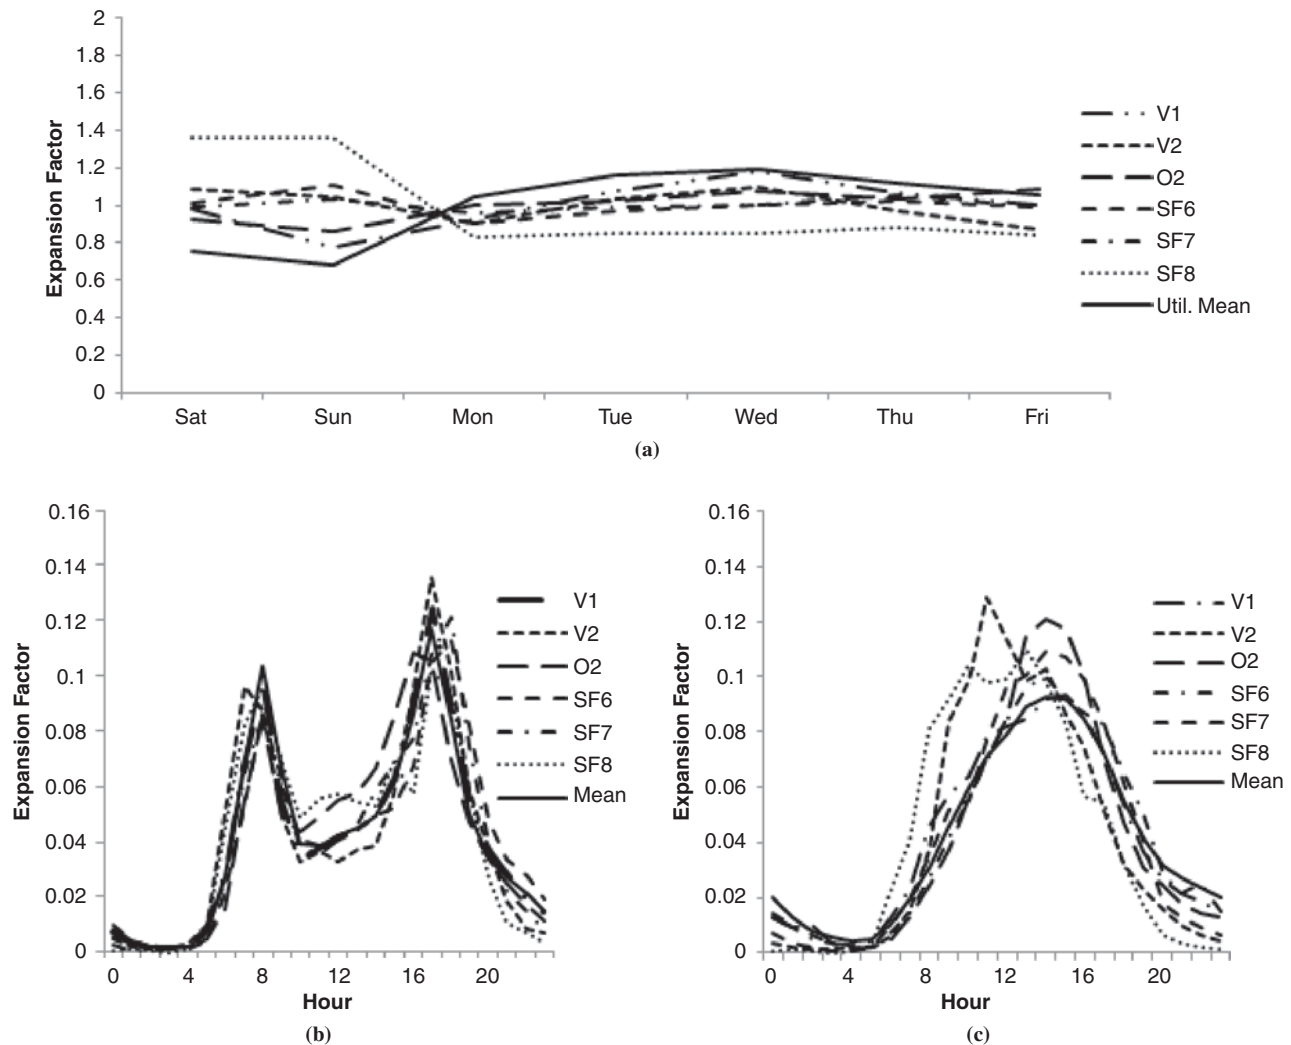 2
1.8
1.6
1.4
1.2
1
0.8
0.6
0.4
0.2
0
Expansion Factor
Sat Sun Mon Tue Wed Thu Fri
V1
V2
O2
SF6
SF7
SF8
Util. Mean
(a)
0.16
0.14
0.12
0.1
0.08
0.06
0.04
0.02
0
Expansion Factor
0 4 8 12 16 20
Hour
V1
V2
O2
SF6
SF7
SF8
Mean
(b)
0.16
0.14
0.12
0.1
0.08
0.06
0.04
0.02
0
Expansion Factor
0 4 8 12 16 20
Hour
V1
V2
O2
SF6
SF7
SF8
Mean
(c)